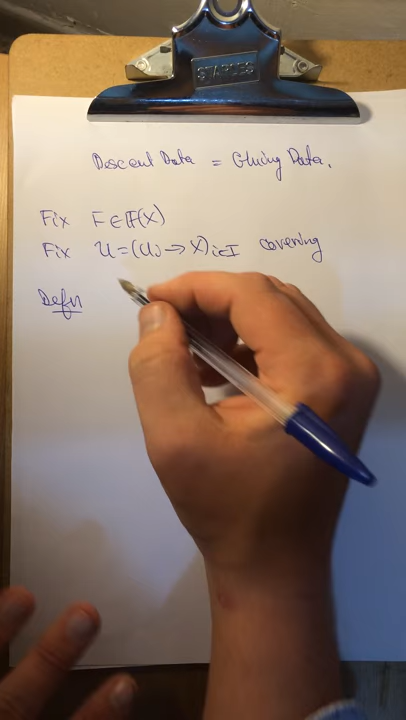 STAPLES
Descent Data = Gluing Data.
Fix F ∈ 𝔽(X)
Fix U = (Ui → X)i∈I covering
Defn